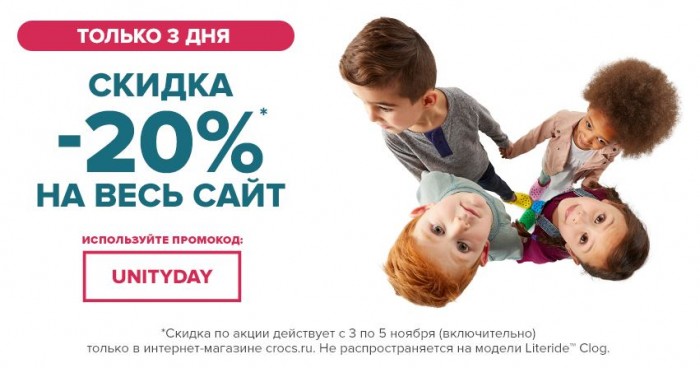 ТОЛЬКО 3 ДНЯ
СКИДКА
-20%*
НА ВЕСЬ САЙТ
ИСПОЛЬЗУЙТЕ ПРОМОКОД:
UNITYDAY
*Скидка по акции действует с 3 по 5 ноября (включительно)
только в интернет-магазине crocs.ru. Не распространяется на модели Literide™ Clog.